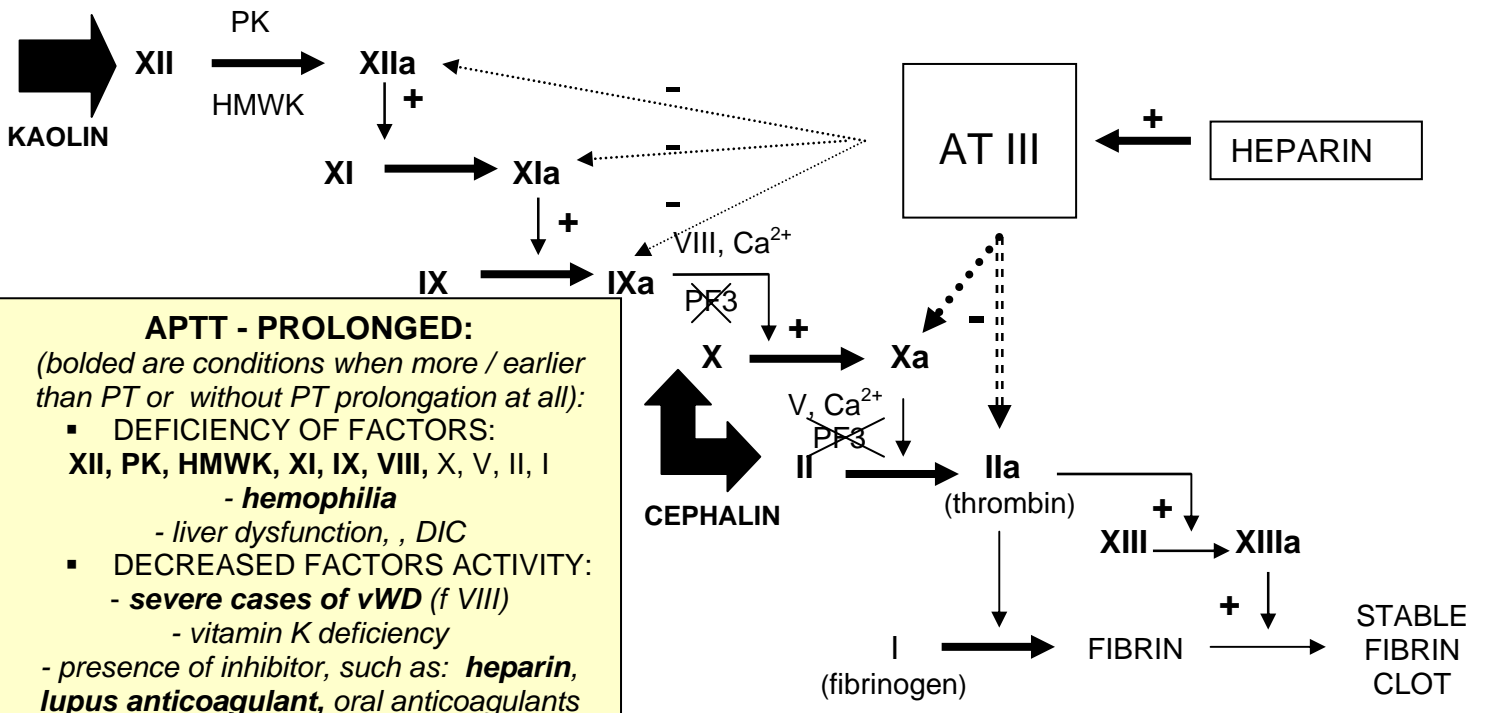 PK
XII
XIIa
HMWK
KAOLIN
+
-
AT III
+
HEPARIN
XI
XIa
-
+
-
VIII, Ca2+
IX
IXa
PF3
+
X
Xa
-
V, Ca2+
PF3
II
IIa
(thrombin)
CEPHALIN
+
XIII
XIIIa
+
I
(fibrinogen)
FIBRIN
STABLE
FIBRIN
CLOT
APTT - PROLONGED:
(bolded are conditions when more / earlier
than PT or without PT prolongation at all):
▪ DEFICIENCY OF FACTORS:
XII, PK, HMWK, XI, IX, VIII, X, V, II, I
- hemophilia
- liver dysfunction, , DIC
▪ DECREASED FACTORS ACTIVITY:
- severe cases of vWD (f VIII)
- vitamin K deficiency
- presence of inhibitor, such as: heparin,
lupus anticoagulant, oral anticoagulants